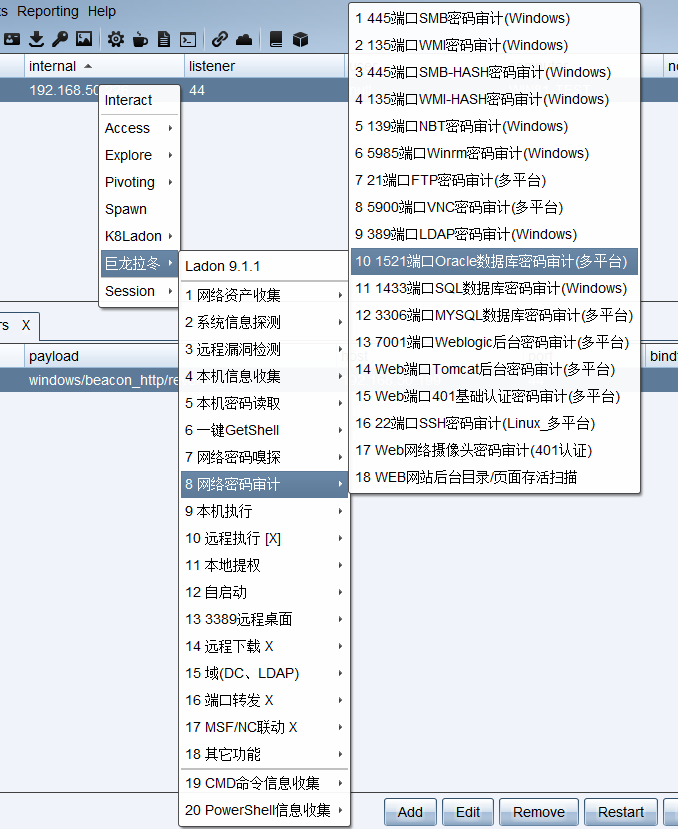 Reporting Help
internal
listener
192.168.50
44
Interact
Access
Explore
Pivoting
Spawn
K8Ladon
巨龙拉冬
Session
Ladon 9.1.1
1 网络资产收集
2 系统信息探测
3 远程漏洞检测
4 本机信息收集
5 本机密码读取
6 一键GetShell
7 网络密码嗅探
8 网络密码审计
9 本机执行
10 远程执行 [X]
11 本地提权
12 自启动
13 3389远程桌面
14 远程下载 X
15 域(DC、LDAP)
16 端口转发 X
17 MSF/NC联动 X
18 其它功能
19 CMD命令信息收集
20 PowerShell信息收集
1 445端口SMB密码审计(Windows)
2 135端口WMI密码审计(Windows)
3 445端口SMB-HASH密码审计(Windows)
4 135端口WMI-HASH密码审计(Windows)
5 139端口NBT密码审计(Windows)
6 5985端口Winrm密码审计(Windows)
7 21端口FTP密码审计(多平台)
8 5900端口VNC密码审计(多平台)
9 389端口LDAP密码审计(Windows)
10 1521端口Oracle数据库密码审计(多平台)
11 1433端口SQL数据库密码审计(Windows)
12 3306端口MYSQL数据库密码审计(多平台)
13 7001端口Weblogic后台密码审计(多平台)
14 Web端口Tomcat后台密码审计(多平台)
15 Web端口401基础认证密码审计(多平台)
16 22端口SSH密码审计(Linux_多平台)
17 Web网络摄像头密码审计(401认证)
18 WEB网站后台目录/页面存活扫描
rs X
payload
bindt
windows/beacon_http/re
Add
Edit
Remove
Restart